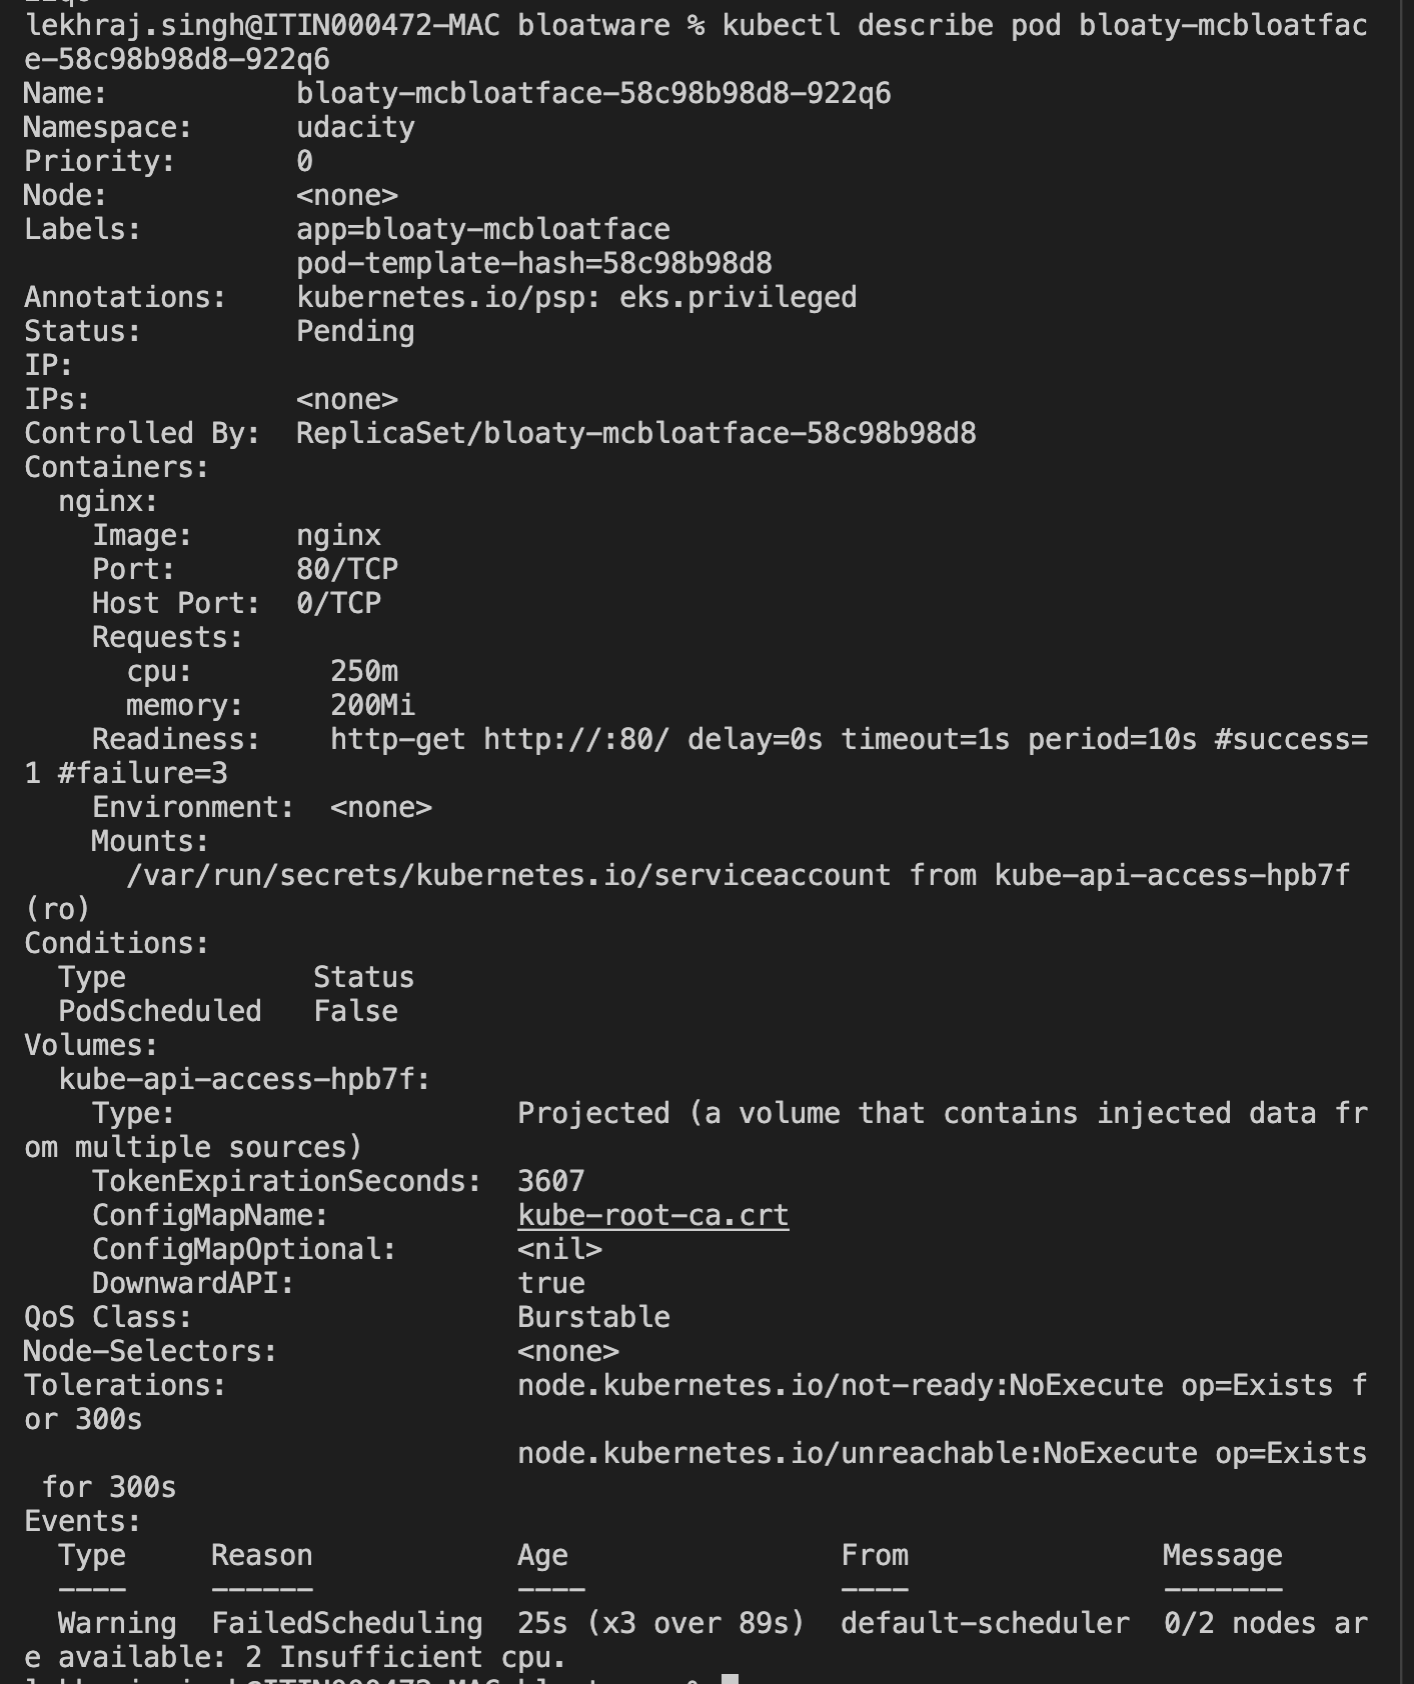 lekhraj.singh@ITIN000472-MAC bloatware % kubectl describe pod bloaty-mcbloatfac
e-58c98b98d8-922q6
Name:           bloaty-mcbloatface-58c98b98d8-922q6
Namespace:      udacity
Priority:       0
Node:           <none>
Labels:         app=bloaty-mcbloatface
                pod-template-hash=58c98b98d8
Annotations:    kubernetes.io/psp: eks.privileged
Status:         Pending
IP:
IPs:            <none>
Controlled By:  ReplicaSet/bloaty-mcbloatface-58c98b98d8
Containers:
  nginx:
    Image:      nginx
    Port:       80/TCP
    Host Port:  0/TCP
    Requests:
      cpu:        250m
      memory:     200Mi
    Readiness:    http-get http://:80/ delay=0s timeout=1s period=10s #success=
1 #failure=3
    Environment:  <none>
    Mounts:
      /var/run/secrets/kubernetes.io/serviceaccount from kube-api-access-hpb7f
(ro)
Conditions:
  Type           Status
  PodScheduled   False
Volumes:
  kube-api-access-hpb7f:
    Type:                    Projected (a volume that contains injected data fr
om multiple sources)
    TokenExpirationSeconds:  3607
    ConfigMapName:           kube-root-ca.crt
    ConfigMapOptional:       <nil>
    DownwardAPI:             true
QoS Class:                   Burstable
Node-Selectors:              <none>
Tolerations:                 node.kubernetes.io/not-ready:NoExecute op=Exists f
or 300s
                             node.kubernetes.io/unreachable:NoExecute op=Exists
 for 300s
Events:
  Type     Reason            Age                From               Message
  ----     ------            ----               ----               -------
  Warning  FailedScheduling  25s (x3 over 89s)  default-scheduler  0/2 nodes ar
e available: 2 Insufficient cpu.